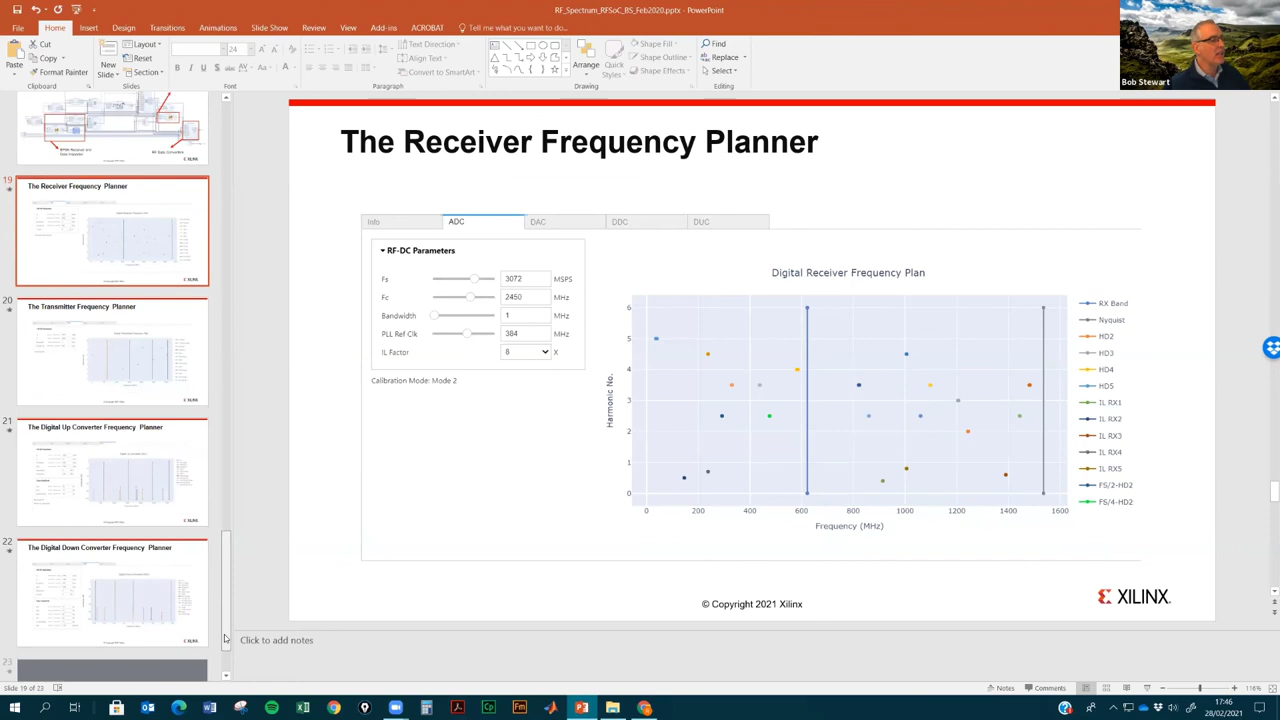 RF_Spectrum_RFSoC_BS_Feb2020.pptx - PowerPoint
File Home Insert Design Transitions Animations Slide Show Review View Add-ins ACROBAT Tell me what you want to do...
Cut
Copy
Format Painter
Paste
Clipboard
New Slide
Layout
Reset
Section
Slides
24
Font
Text Direction
Align Text
Convert to SmartArt
Paragraph
Arrange
Quick Styles
Shape Fill
Shape Outline
Shape Effects
Drawing
Find
Replace
Select
Editing
Bob Stewart
19
The Receiver Frequency Planner
20
The Transmitter Frequency Planner
21
The Digital Up Converter Frequency Planner
22
The Digital Down Converter Frequency Planner
23
The Receiver Frequency Planner
Info ADC DAC DDC DUC
RF-DC Parameters
Fs 3072 MSPS
Fc 2450 MHz
Bandwidth 1 MHz
PLL Ref Clk 384 MHz
IL Factor 8 X
Calibration Mode: Mode 2
Digital Receiver Frequency Plan
Harmonic No.
6
5
4
3
2
1
0
0 200 400 600 800 1000 1200 1400 1600
Frequency (MHz)
RX Band
Nyquist
HD2
HD3
HD4
HD5
IL RX1
IL RX2
IL RX3
IL RX4
IL RX5
FS/2-HD2
FS/4-HD2
© Copyright 2021 Xilinx
XILINX
Click to add notes
Slide 19 of 23
Notes Comments 116%
17:46
28/02/2021